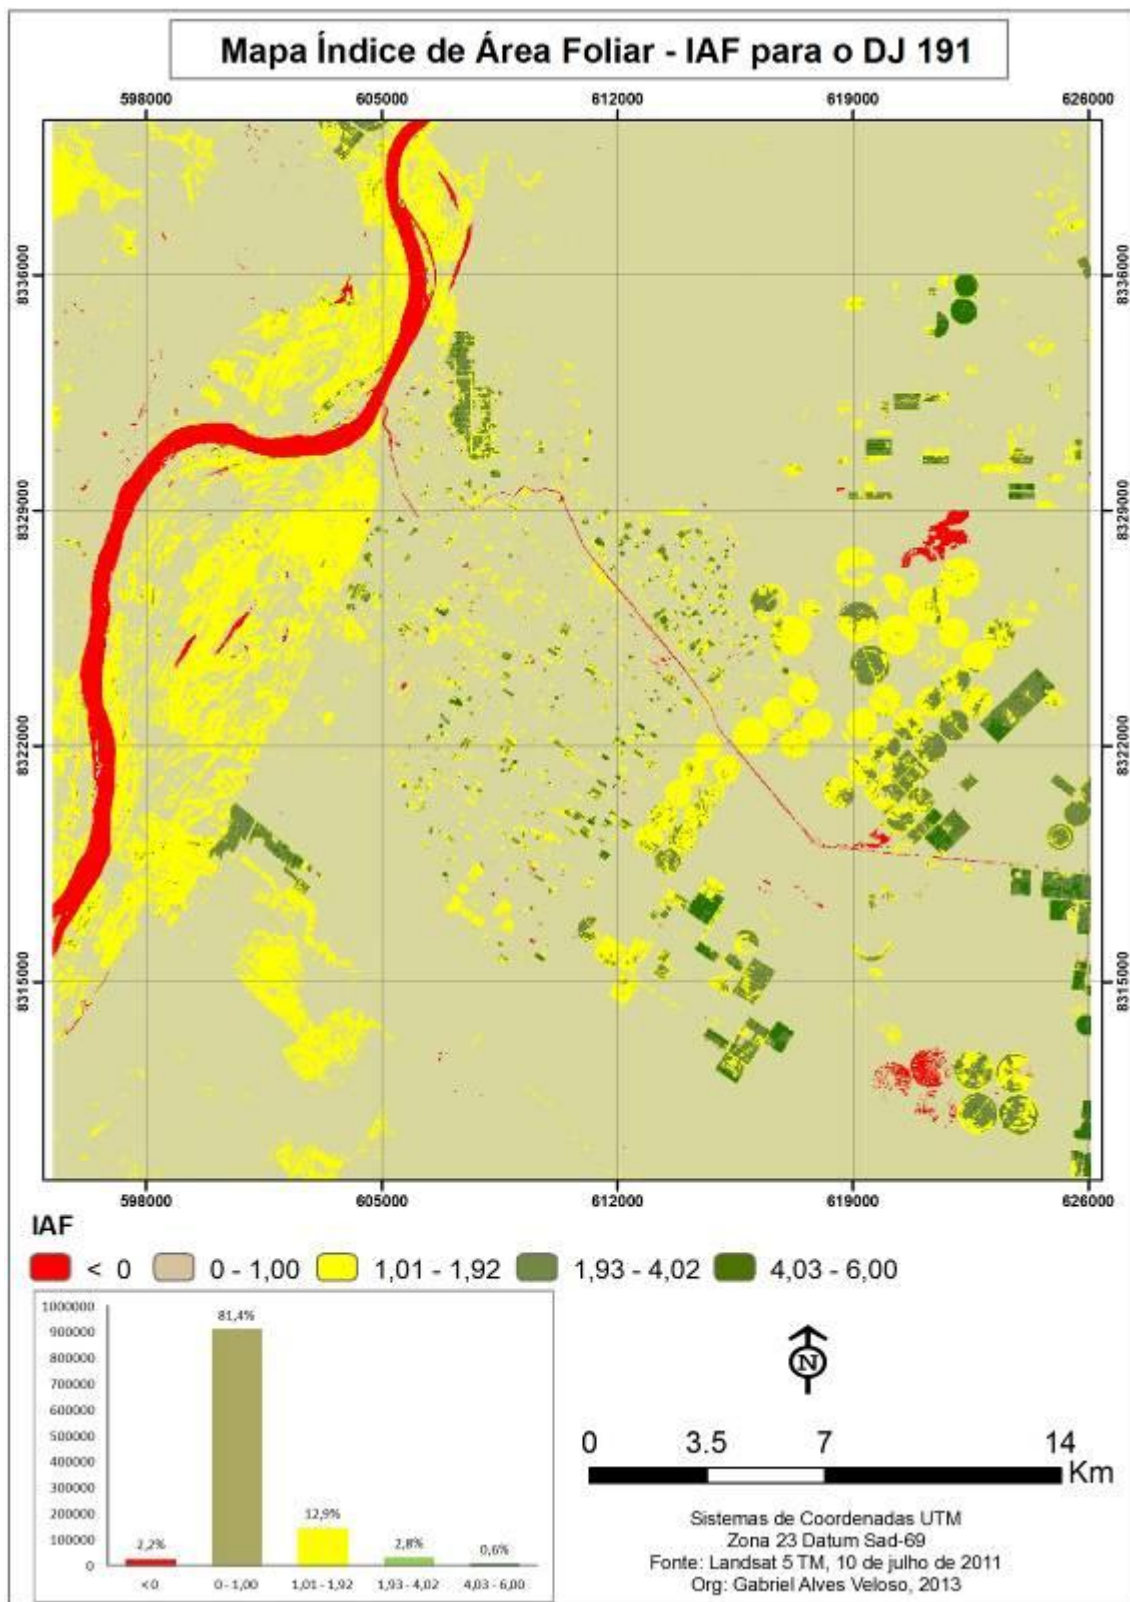 Mapa Índice de Área Foliar - IAF para o DJ 191
598000 605000 612000 619000 626000
8336000 8336000
8329000 8329000
8322000 8322000
8315000 8315000
598000 605000 612000 619000 626000
IAF
< 0 0 - 1,00 1,01 - 1,92 1,93 - 4,02 4,03 - 6,00
1000000
900000
800000
700000
600000
500000
400000
300000
200000
100000
0
2,2% 81,4% 12,9% 2,8% 0,6%
<0 0-1,00 1,01-1,92 1,93-4,02 4,03-6,00
N
0 3.5 7 14
Km
Sistemas de Coordenadas UTM
Zona 23 Datum Sad-69
Fonte: Landsat 5 TM, 10 de julho de 2011
Org: Gabriel Alves Veloso, 2013